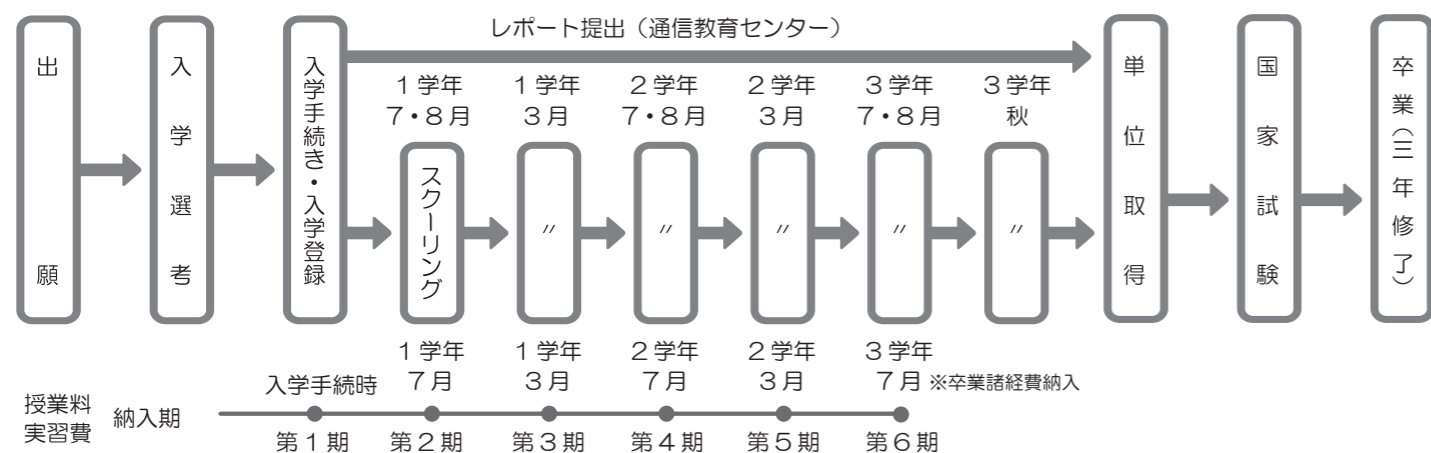 レポート提出（通信教育センター）
出願
入学選考
入学手続き・入学登録
1学年
7・8月
1学年
3月
2学年
7・8月
2学年
3月
3学年
7・8月
3学年
秋
スクーリング
〃
〃
〃
〃
〃
単位取得
国家試験
卒業（三年修了）
授業料
実習費
納入期
入学手続時
1学年
7月
1学年
3月
2学年
7月
2学年
3月
3学年
7月 ※卒業諸経費納入
第1期
第2期
第3期
第4期
第5期
第6期